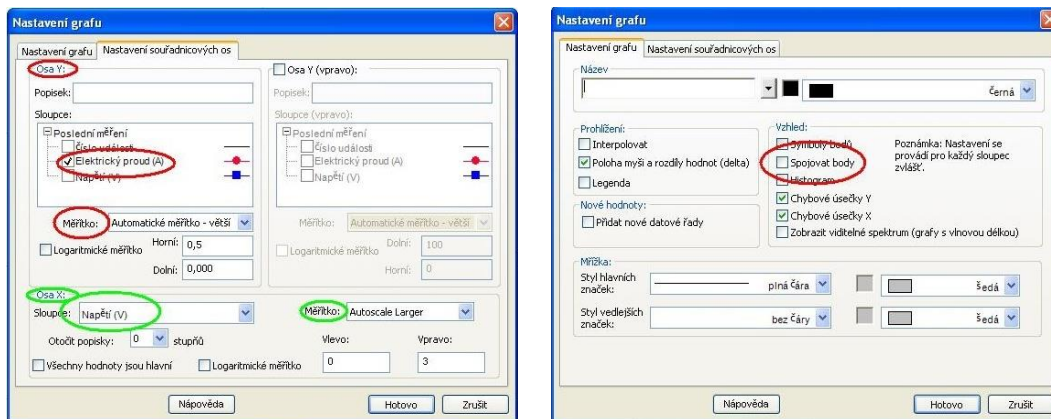 Nastavení grafu
Nastavení grafu Nastavení souřadnicových os
Osa Y:
Popisek:
Sloupce:
Poslední měření
Číslo události
Elektrický proud (A)
Napětí (V)
Měřítko: Automatické měřítko - větší
Logaritmické měřítko
Horní: 0,5
Dolní: 0,000
Osa Y (vpravo):
Popisek:
Sloupce (vpravo):
Poslední měření
Číslo události
Elektrický proud (A)
Napětí (V)
Měřítko: Automatické měřítko - větší
Logaritmické měřítko
Dolní: 100
Horní: 0
Osa X:
Sloupce: Napětí (V)
Měřítko: Autoscale Larger
Otočit popisky: 0 stupňů
Vlevo: Vpravo:
0 3
Všechny hodnoty jsou hlavní Logaritmické měřítko
Nápověda Hotovo Zrušit
Nastavení grafu
Nastavení grafu Nastavení souřadnicových os
Název
černá
Prohlížení:
Interpolovat
Poloha myši a rozdíly hodnot (delta)
Legenda
Nové hodnoty:
Přidat nové datové řady
Vzhled:
Symboly bodů
Spojovat body
Histogram
Chybové úsečky Y
Chybové úsečky X
Zobrazit viditelné spektrum (grafy s vlnovou délkou)
Poznámka: Nastavení se
provádí pro každý sloupec
zvlášť.
Mřížka:
Styl hlavních
značek:
plná čára
šedá
Styl vedlejších
značek:
bez čáry
šedá
Nápověda Hotovo Zrušit